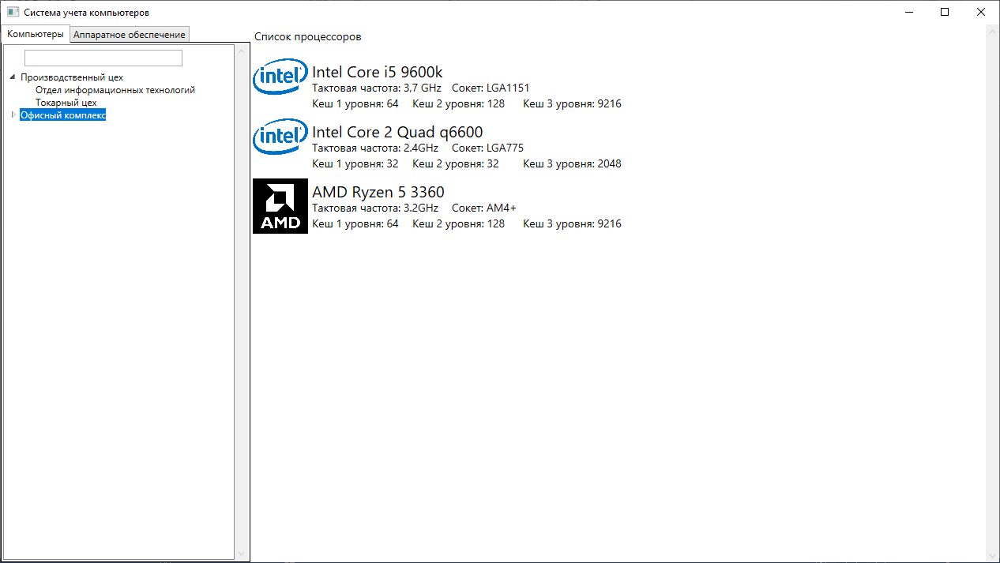 Система учета компьютеров
Компьютеры
Аппаратное обеспечение
Производственный цех
Отдел информационных технологий
Токарный цех
Офисный комплекс
Список процессоров
intel
Intel Core i5 9600k
Тактовая частота: 3,7 GHz Сокет: LGA1151
Кеш 1 уровня: 64 Кеш 2 уровня: 128 Кеш 3 уровня: 9216
intel
Intel Core 2 Quad q6600
Тактовая частота: 2.4GHz Сокет: LGA775
Кеш 1 уровня: 32 Кеш 2 уровня: 32 Кеш 3 уровня: 2048
AMD
AMD Ryzen 5 3360
Тактовая частота: 3.2GHz Сокет: AM4+
Кеш 1 уровня: 64 Кеш 2 уровня: 128 Кеш 3 уровня: 9216